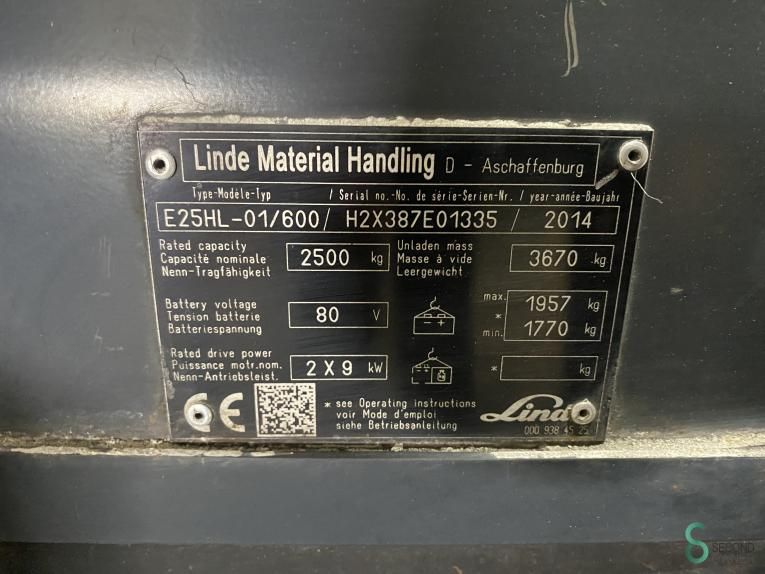 Linde Material Handling D - Aschaffenburg
Type-Modèle-Typ / Serial no.-No. de série-Serien-Nr. / year-année-Baujahr
E25HL-01/600 / H2X387E01335 / 2014
Rated capacity
Capacité nominale
Nenn-Tragfähigkeit
2500 kg
Unladen mass
Masse à vide
Leergewicht
3670 kg
Battery voltage
Tension batterie
Batteriespannung
80 V
- +
max. 1957 kg
*
min. 1770 kg
Rated drive power
Puissance motr.nom.
Nenn-Antriebsleist.
2 X 9 kW
* kg
CE
* see Operating instructions
voir Mode d'emploi
siehe Betriebsanleitung
Linde
000 938 45 25
SECOND